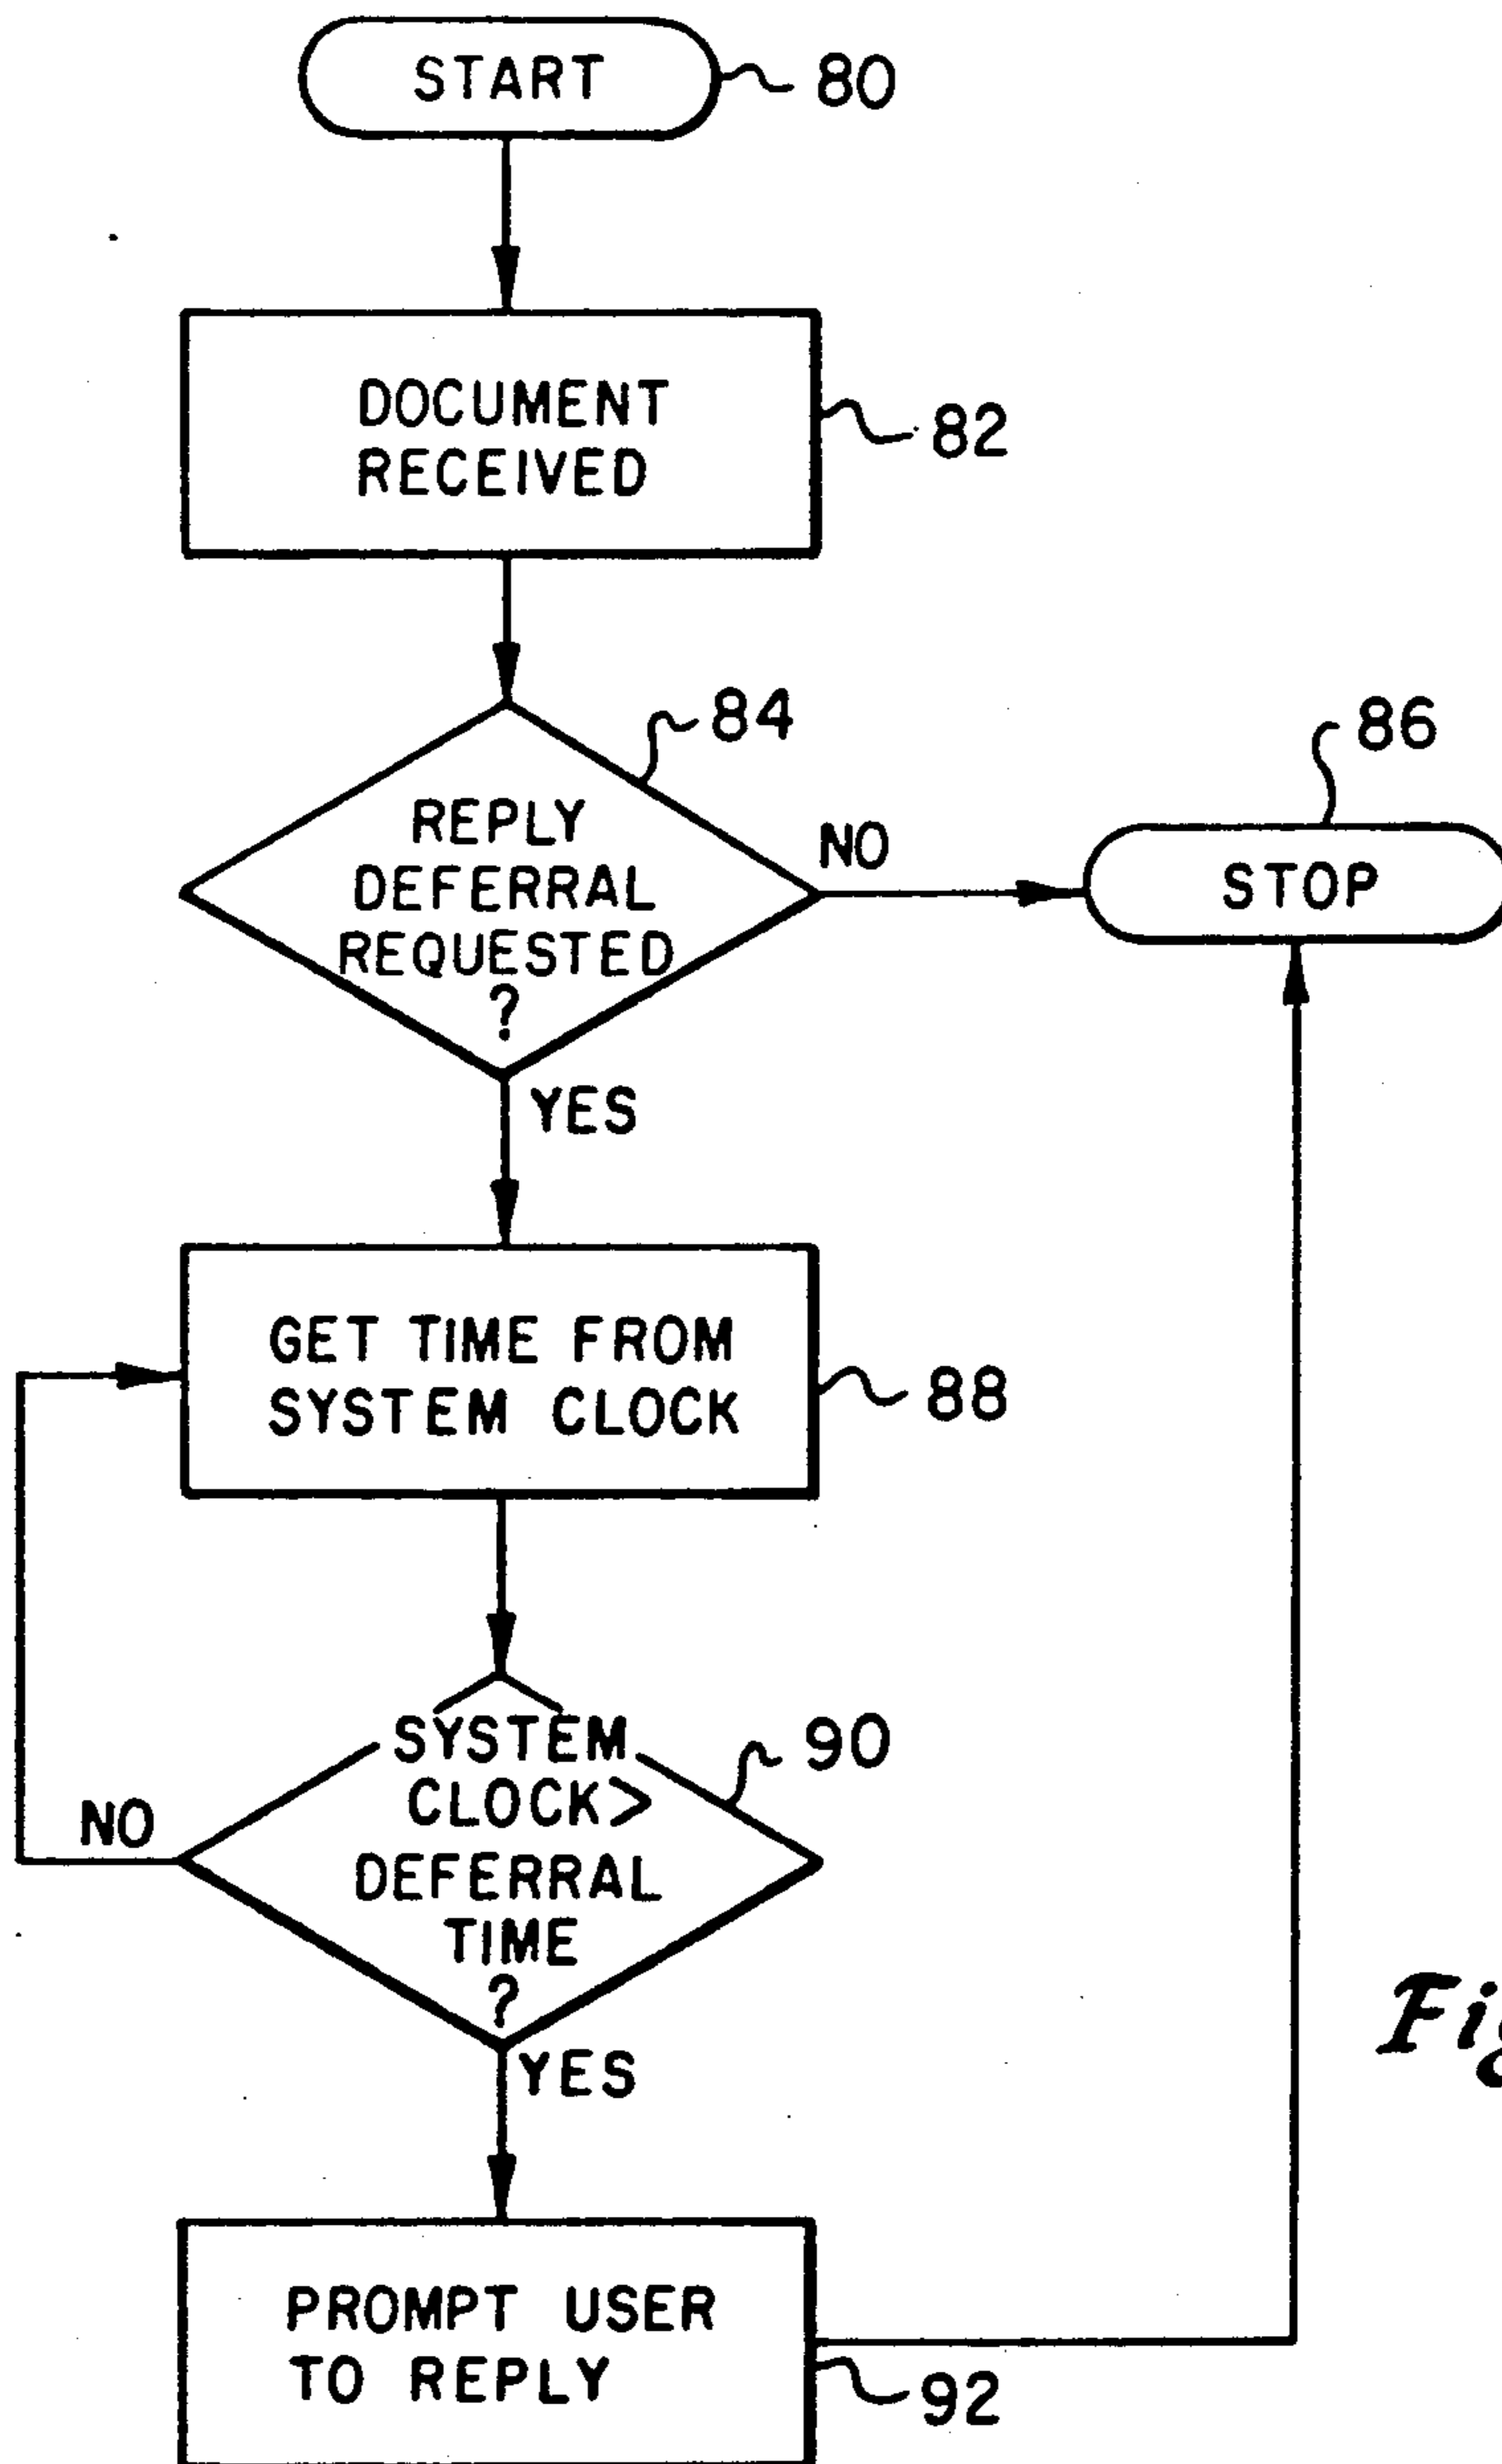 START
80
DOCUMENT
RECEIVED
82
84
REPLY
DEFERRAL
REQUESTED
?
NO
86
STOP
YES
GET TIME FROM
SYSTEM CLOCK
88
SYSTEM
CLOCK>
DEFERRAL
TIME
?
90
NO
YES
PROMPT USER
TO REPLY
92